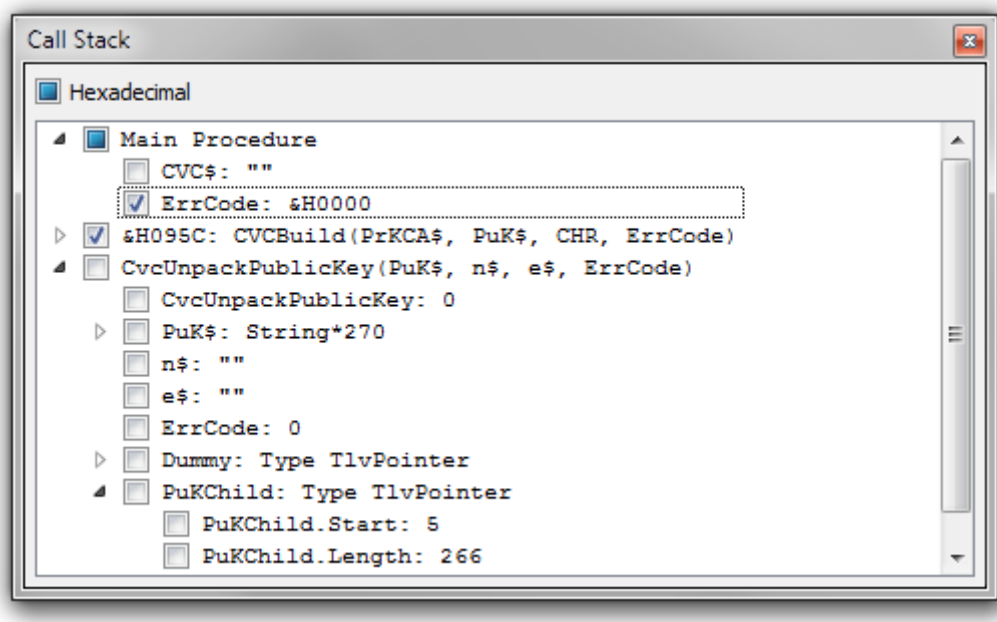 Call Stack
Hexadecimal
Main Procedure
CVC$: ""
ErrCode: &H0000
&H095C: CVCBuild(PrKCA$, PuK$, CHR, ErrCode)
CvcUnpackPublicKey(PuK$, n$, e$, ErrCode)
CvcUnpackPublicKey: 0
PuK$: String*270
n$: ""
e$: ""
ErrCode: 0
Dummy: Type TlvPointer
PuKChild: Type TlvPointer
PuKChild.Start: 5
PuKChild.Length: 266